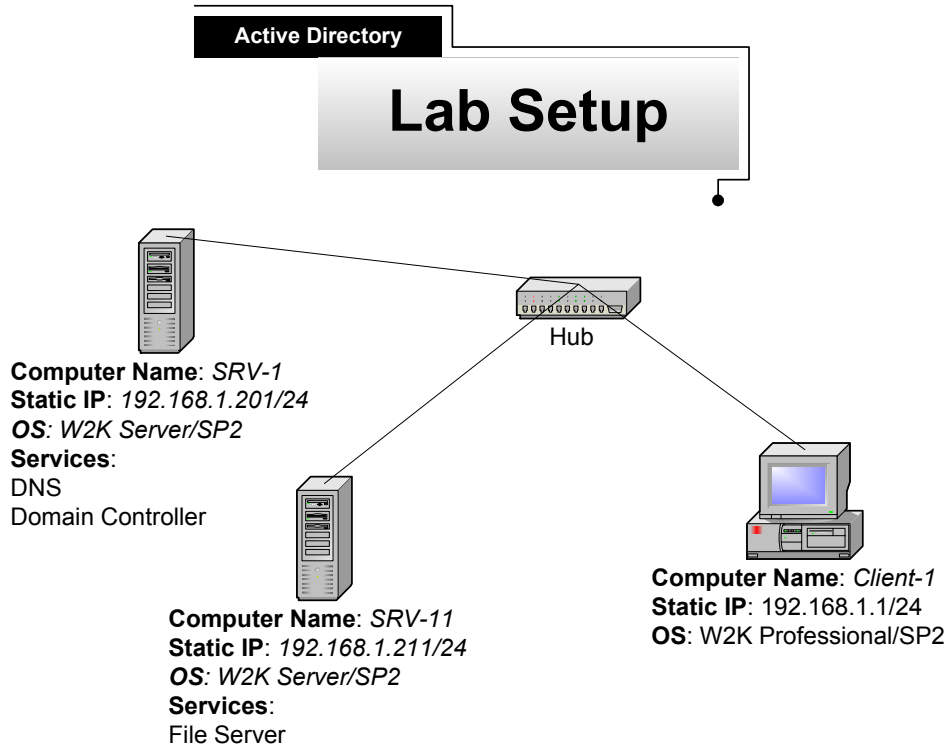 Active Directory
Lab Setup
Hub
Computer Name: SRV-1
Static IP: 192.168.1.201/24
OS: W2K Server/SP2
Services:
DNS
Domain Controller
Computer Name: SRV-11
Static IP: 192.168.1.211/24
OS: W2K Server/SP2
Services:
File Server
Computer Name: Client-1
Static IP: 192.168.1.1/24
OS: W2K Professional/SP2